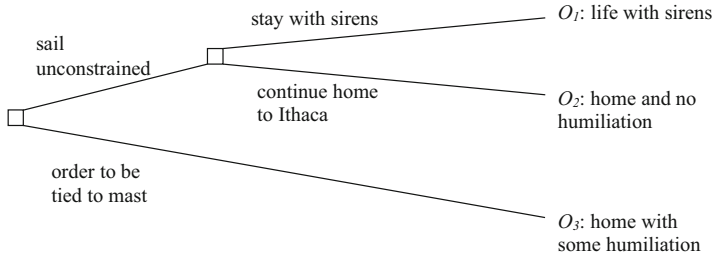 stay with sirens
O₁: life with sirens
sail
unconstrained
continue home
to Ithaca
O₂: home and no
humiliation
order to be
tied to mast
O₃: home with
some humiliation